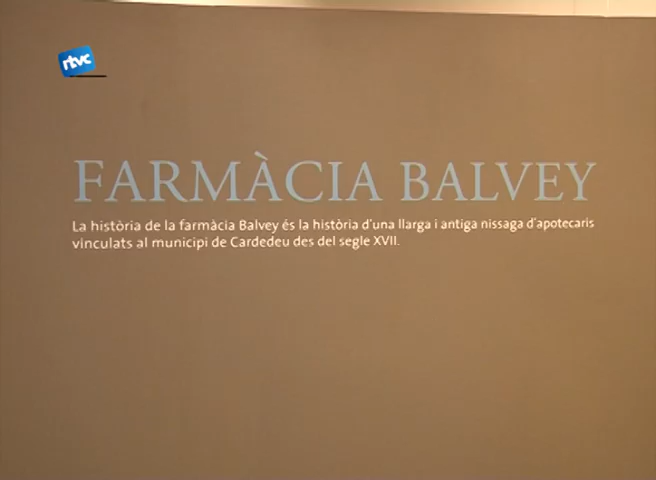 rtvc
FARMÀCIA BALVEY
La història de la farmàcia Balvey és la història d'una llarga i antiga nissaga d'apotecaris
vinculats al municipi de Cardedeu des del segle XVII.